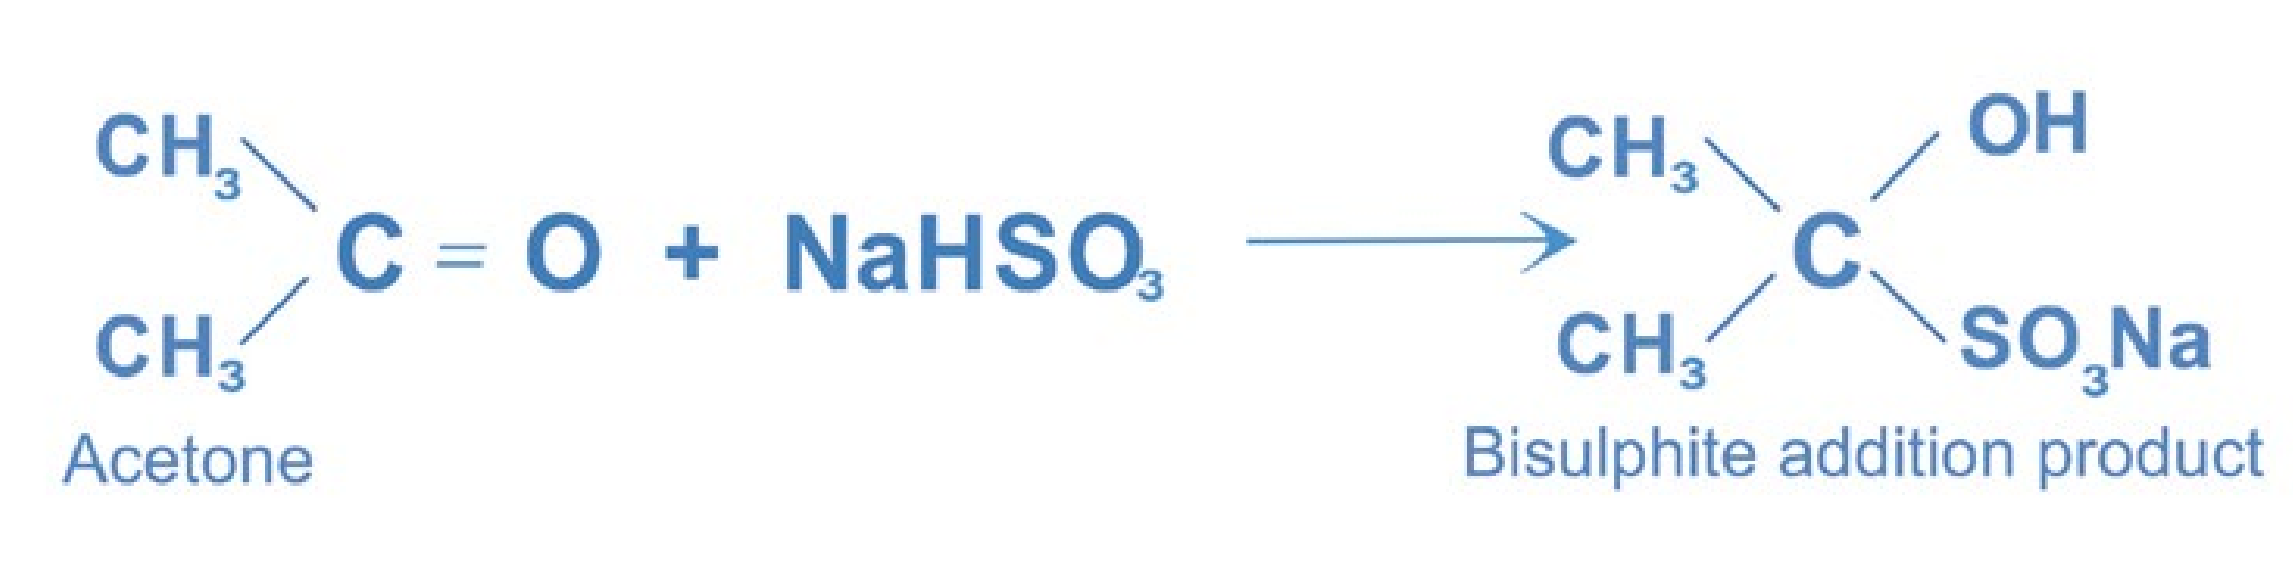 CH3 CH3 OH
C = O + NaHSO3 C
CH3 CH3 SO3Na
Acetone Bisulphite addition product